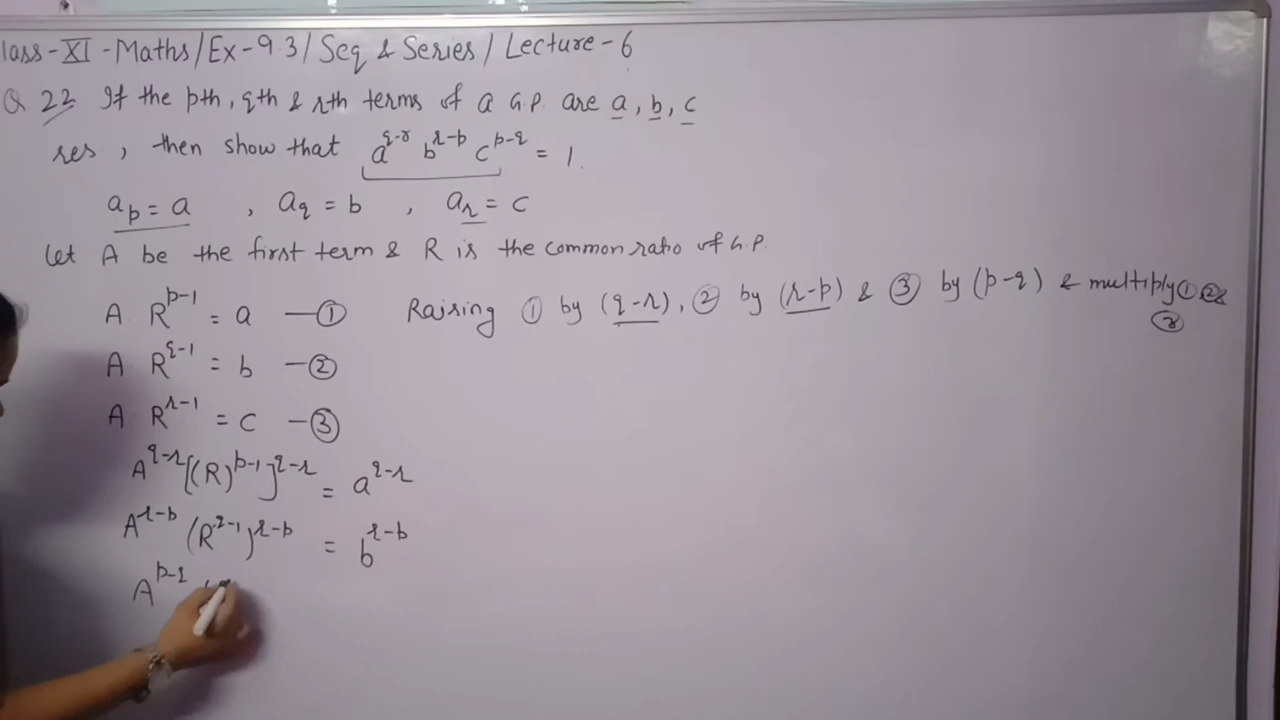 lass-XI-Maths/Ex-9.3/Seq & Series/Lecture-6
Q 22 If the pth, qth & rth terms of a G.P. are a, b, c
res, then show that a^{q-r} b^{r-p} c^{p-q} = 1.
a_p = a , a_q = b , a_r = c
Let A be the first term & R is the common ratio of G.P.
A R^{p-1} = a —① Raising ① by (q-r), ② by (r-p) & ③ by (p-q) & multiply ① ② &
③
A R^{q-1} = b —②
A R^{r-1} = c —③
A^{q-r} [(R)^{p-1}]^{q-r} = a^{q-r}
A^{r-p} (R^{q-1})^{r-p} = b^{r-p}
A^{p-q} (